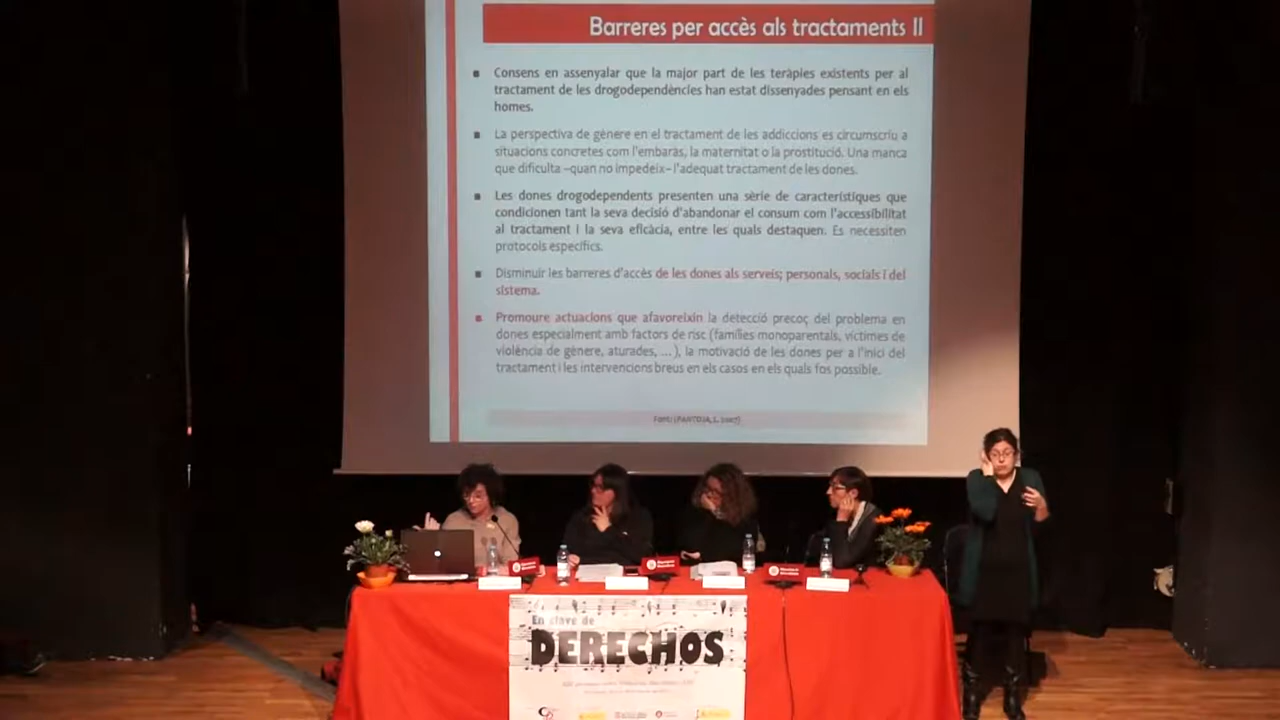 Barreres per accès als tractaments II
Consens en assenyalar que la major part de les teràpies existents per al
tractament de les drogodependències han estat dissenyades pensant en els
homes.
La perspectiva de gènere en el tractament de les addiccions es circumscriu a
situacions concretes com l'embaràs, la maternitat o la prostitució. Una manca
que dificulta –quan no impedeix– l'adequat tractament de les dones.
Les dones drogodependents presenten una sèrie de característiques que
condicionen tant la seva decisió d'abandonar el consum com l'accessibilitat
al tractament i la seva eficàcia, entre les quals destaquen. Es necessiten
protocols específics.
Disminuir les barreres d'accès de les dones als serveis; personals, socials i del
sistema.
Promoure actuacions que afavoreixin la detecció precoç del problema en
dones especialment amb factors de risc (famílies monoparentals, víctimes de
violència de gènere, aturades, ... ), la motivació de les dones per a l'inici del
tractament i les intervencions breus en els casos en els quals fos possible.
Font: (PANTOJA, L. 2007)
En clave de
DERECHOS